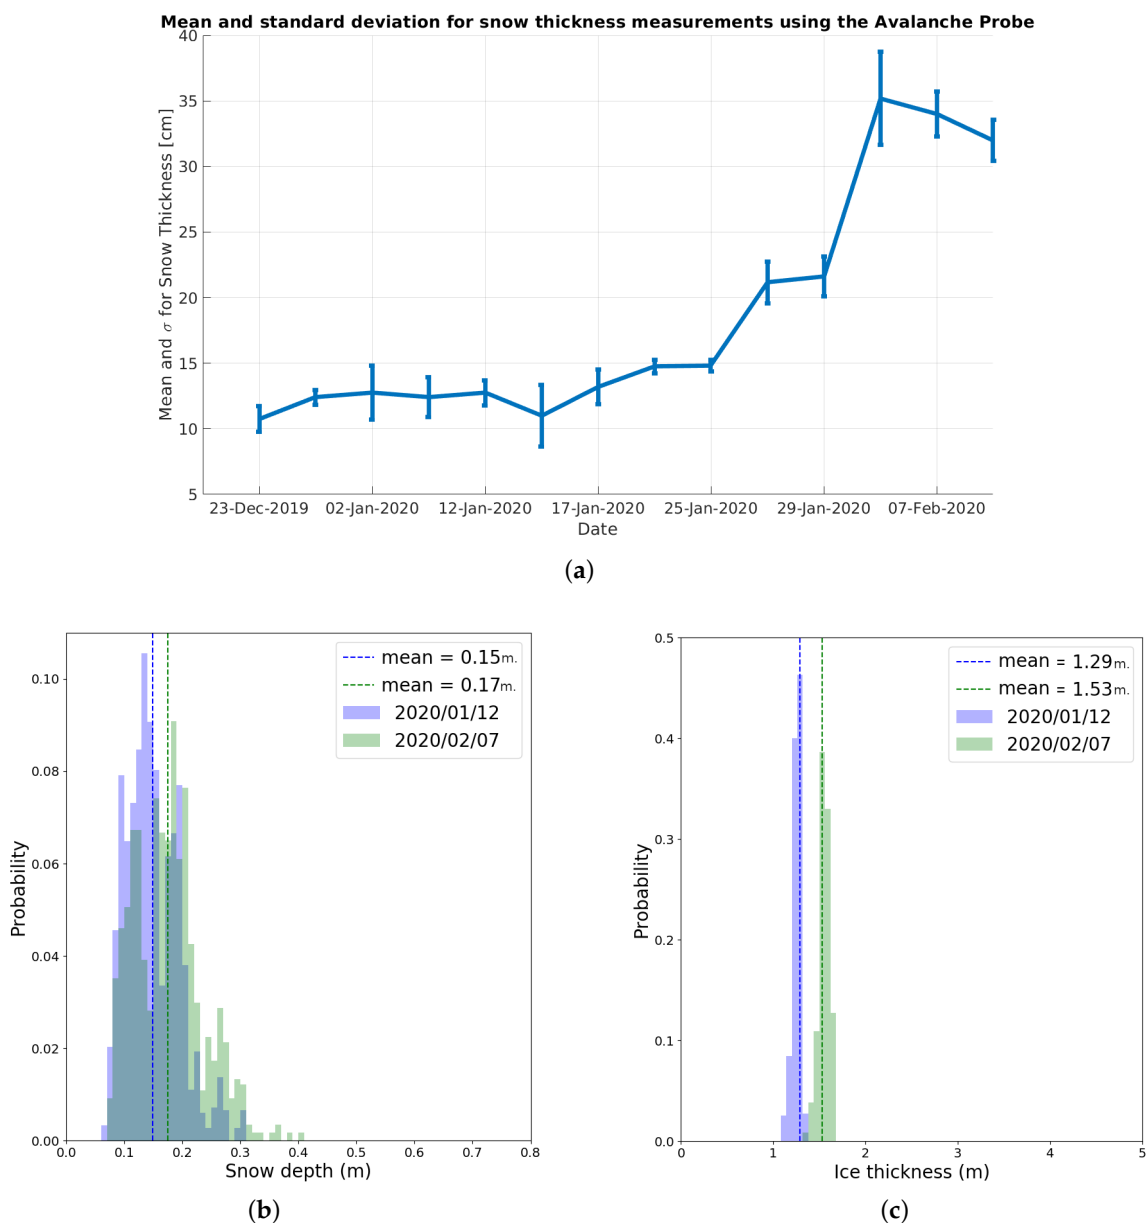 Mean and standard deviation for snow thickness measurements using the Avalanche Probe
40
35
30
25
20
15
10
5
Mean and σ for Snow Thickness [cm]
23-Dec-2019 02-Jan-2020 12-Jan-2020 17-Jan-2020 25-Jan-2020 29-Jan-2020 07-Feb-2020
Date
(a)
mean = 0.15m.
mean = 0.17m.
2020/01/12
2020/02/07
0.10
0.08
0.06
0.04
0.02
0.00
Probability
0.0 0.1 0.2 0.3 0.4 0.5 0.6 0.7 0.8
Snow depth (m)
(b)
mean = 1.29m.
mean = 1.53m.
2020/01/12
2020/02/07
0.5
0.4
0.3
0.2
0.1
0.0
Probability
0 1 2 3 4 5
Ice thickness (m)
(c)